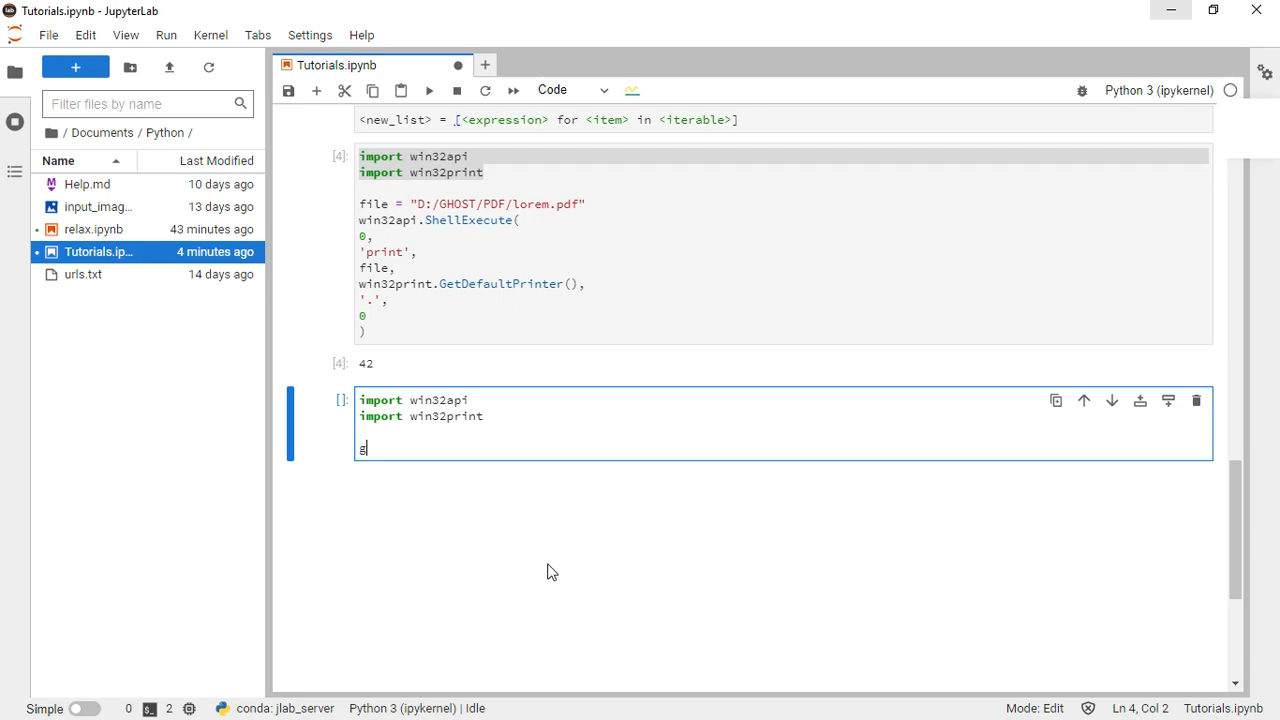 Tutorials.ipynb - JupyterLab
File Edit View Run Kernel Tabs Settings Help
Tutorials.ipynb
Filter files by name
Code
Python 3 (ipykernel)
/ Documents / Python /
Name Last Modified
Help.md 10 days ago
input_imag... 13 days ago
relax.ipynb 43 minutes ago
Tutorials.ip... 4 minutes ago
urls.txt 14 days ago
<new_list> = [<expression> for <item> in <iterable>]
[4]:
import win32api
import win32print
file = "D:/GHOST/PDF/lorem.pdf"
win32api.ShellExecute(
0,
'print',
file,
win32print.GetDefaultPrinter(),
'.',
0
)
[4]: 42
[]:
import win32api
import win32print
g
Simple 0 $_ 2 conda: jlab_server Python 3 (ipykernel) | Idle Mode: Edit Ln 4, Col 2 Tutorials.ipynb